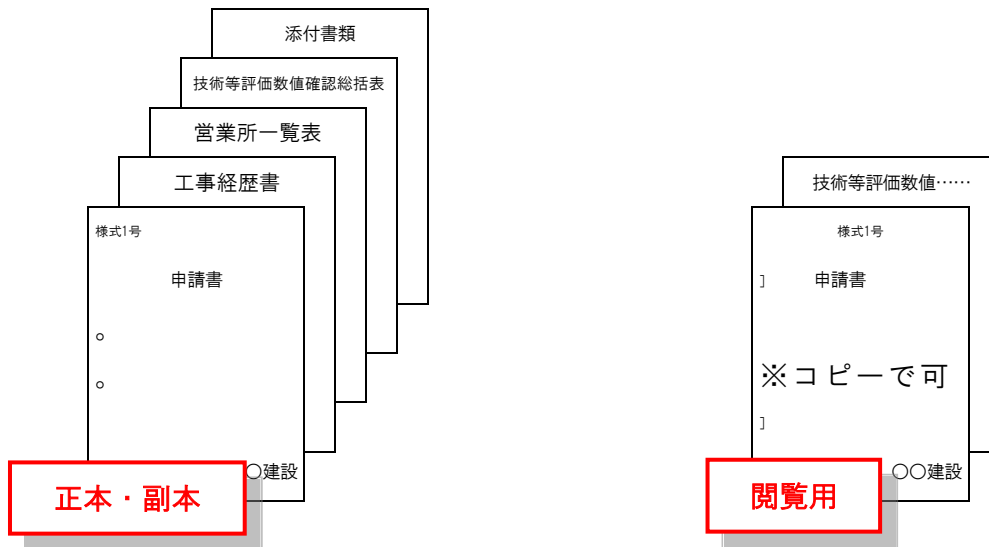 添付書類
技術等評価数値確認総括表
営業所一覧表
工事経歴書
様式1号
申請書
○
○
○建設
正本・副本
技術等評価数値……
様式1号
］ 申請書
※コピーで可
］
○○建設
閲覧用